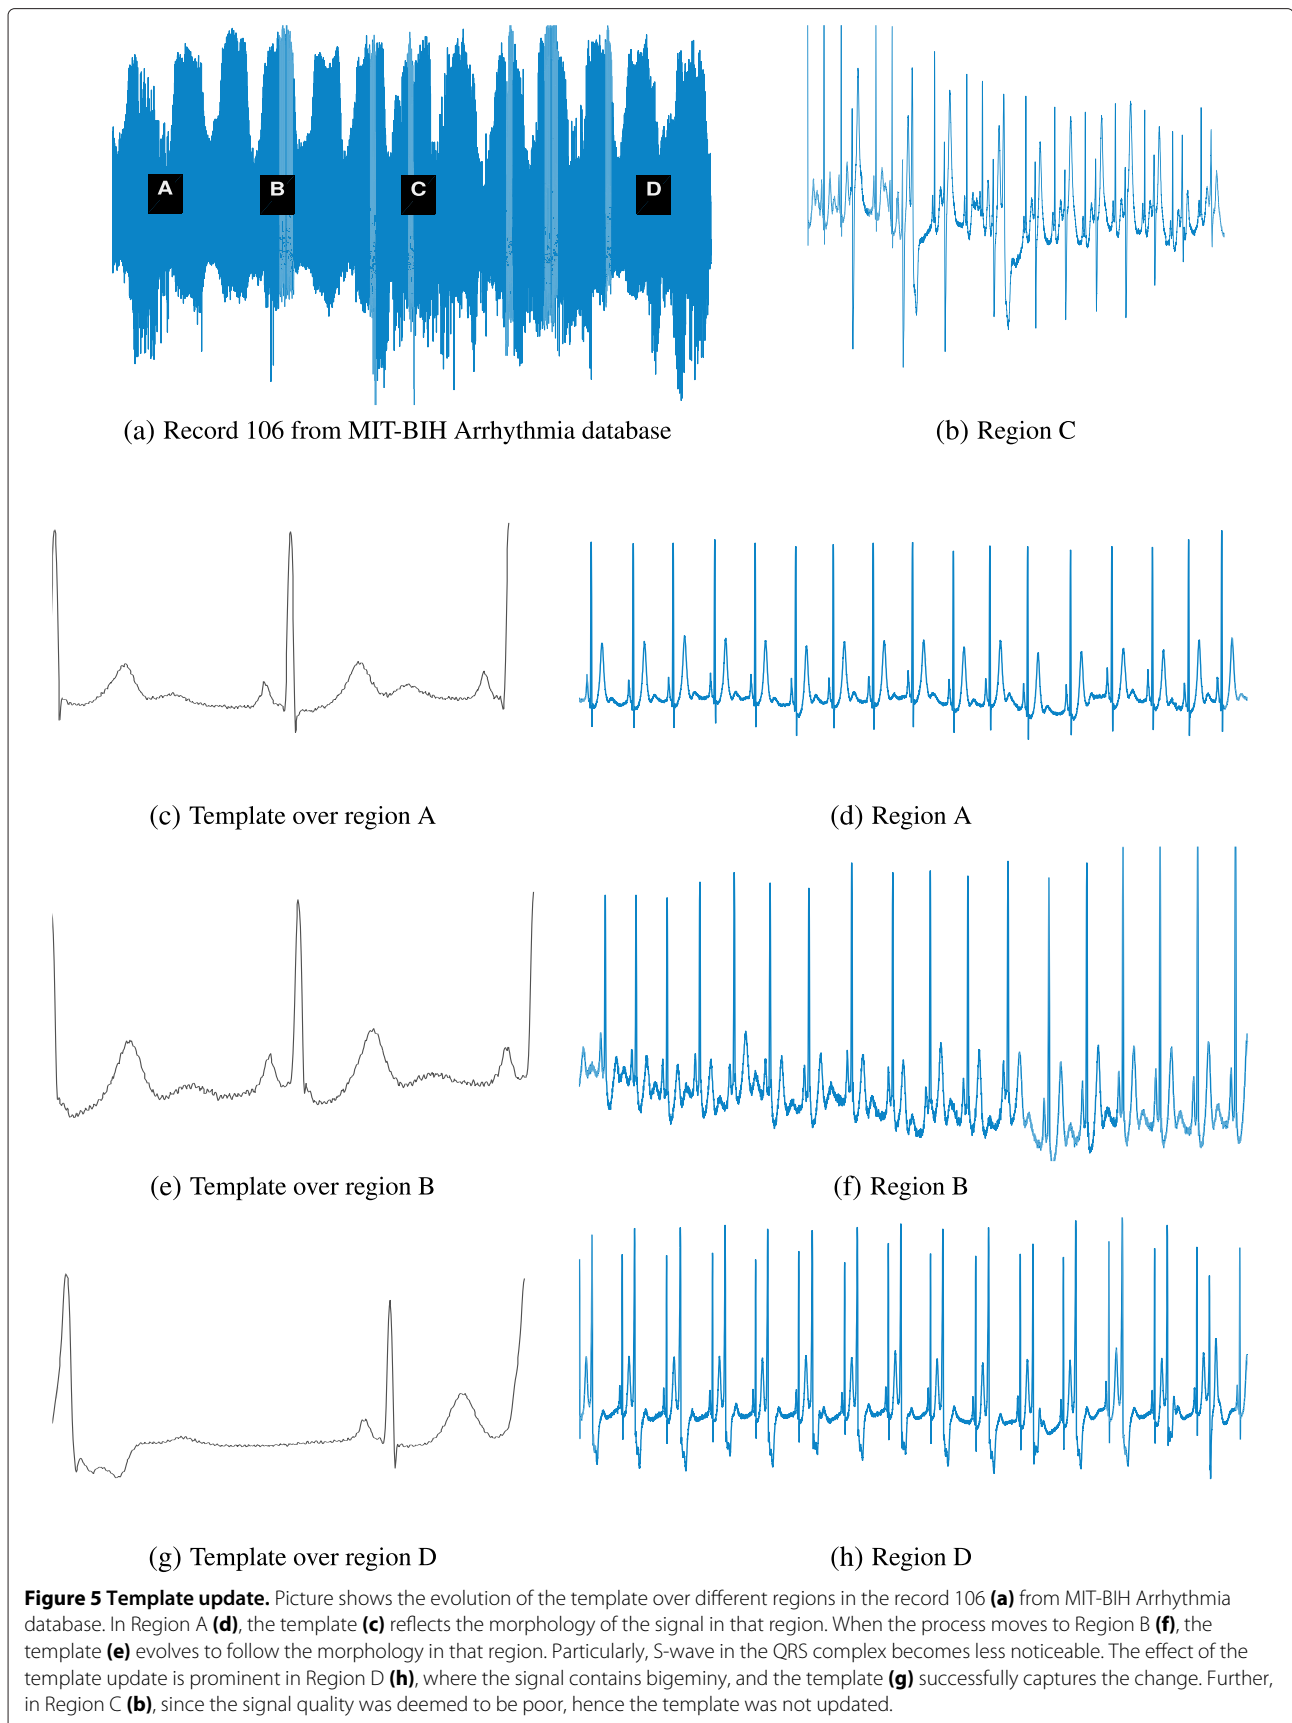 A
B
C
D
(a) Record 106 from MIT-BIH Arrhythmia database
(b) Region C
(c) Template over region A
(d) Region A
(e) Template over region B
(f) Region B
(g) Template over region D
(h) Region D
Figure 5 Template update. Picture shows the evolution of the template over different regions in the record 106 (a) from MIT-BIH Arrhythmia
database. In Region A (d), the template (c) reflects the morphology of the signal in that region. When the process moves to Region B (f), the
template (e) evolves to follow the morphology in that region. Particularly, S-wave in the QRS complex becomes less noticeable. The effect of the
template update is prominent in Region D (h), where the signal contains bigeminy, and the template (g) successfully captures the change. Further,
in Region C (b), since the signal quality was deemed to be poor, hence the template was not updated.